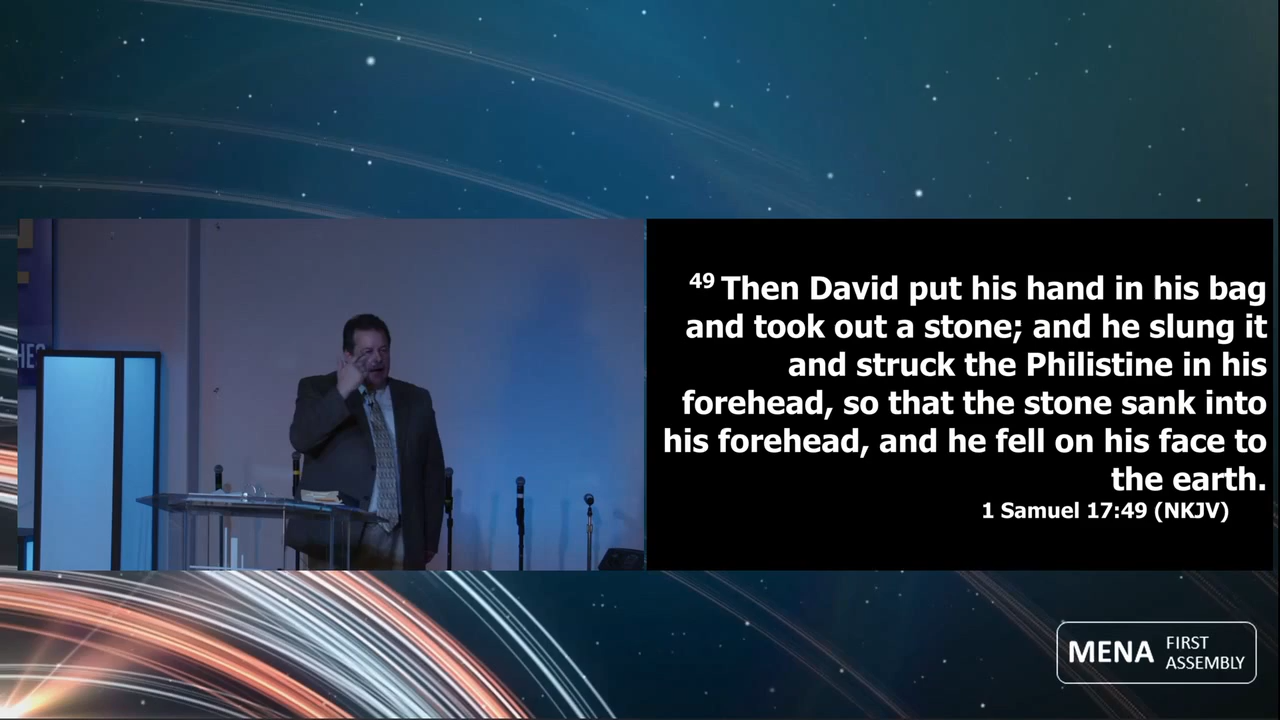 HES
49 Then David put his hand in his bag
and took out a stone; and he slung it
and struck the Philistine in his
forehead, so that the stone sank into
his forehead, and he fell on his face to
the earth.
1 Samuel 17:49 (NKJV)
MENA FIRST
ASSEMBLY